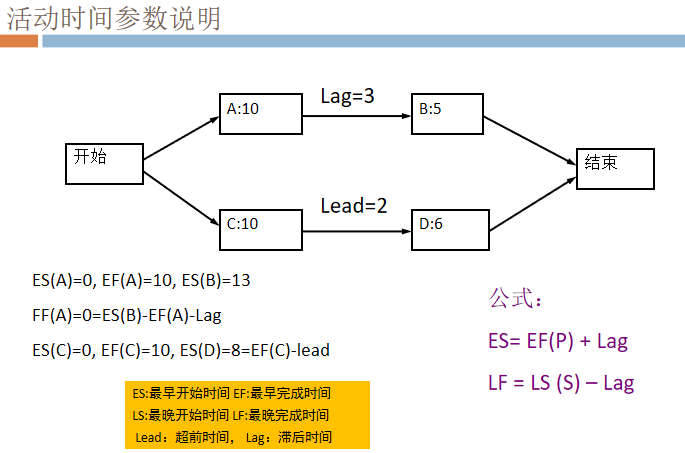 活动时间参数说明
Lag=3
A:10
B:5
开始
结束
Lead=2
C:10
D:6
ES(A)=0, EF(A)=10, ES(B)=13
FF(A)=0=ES(B)-EF(A)-Lag
ES(C)=0, EF(C)=10, ES(D)=8=EF(C)-lead
公式：
ES= EF(P) + Lag
LF = LS (S) – Lag
ES:最早开始时间 EF:最早完成时间
LS:最晚开始时间 LF:最晚完成时间
Lead：超前时间， Lag：滞后时间